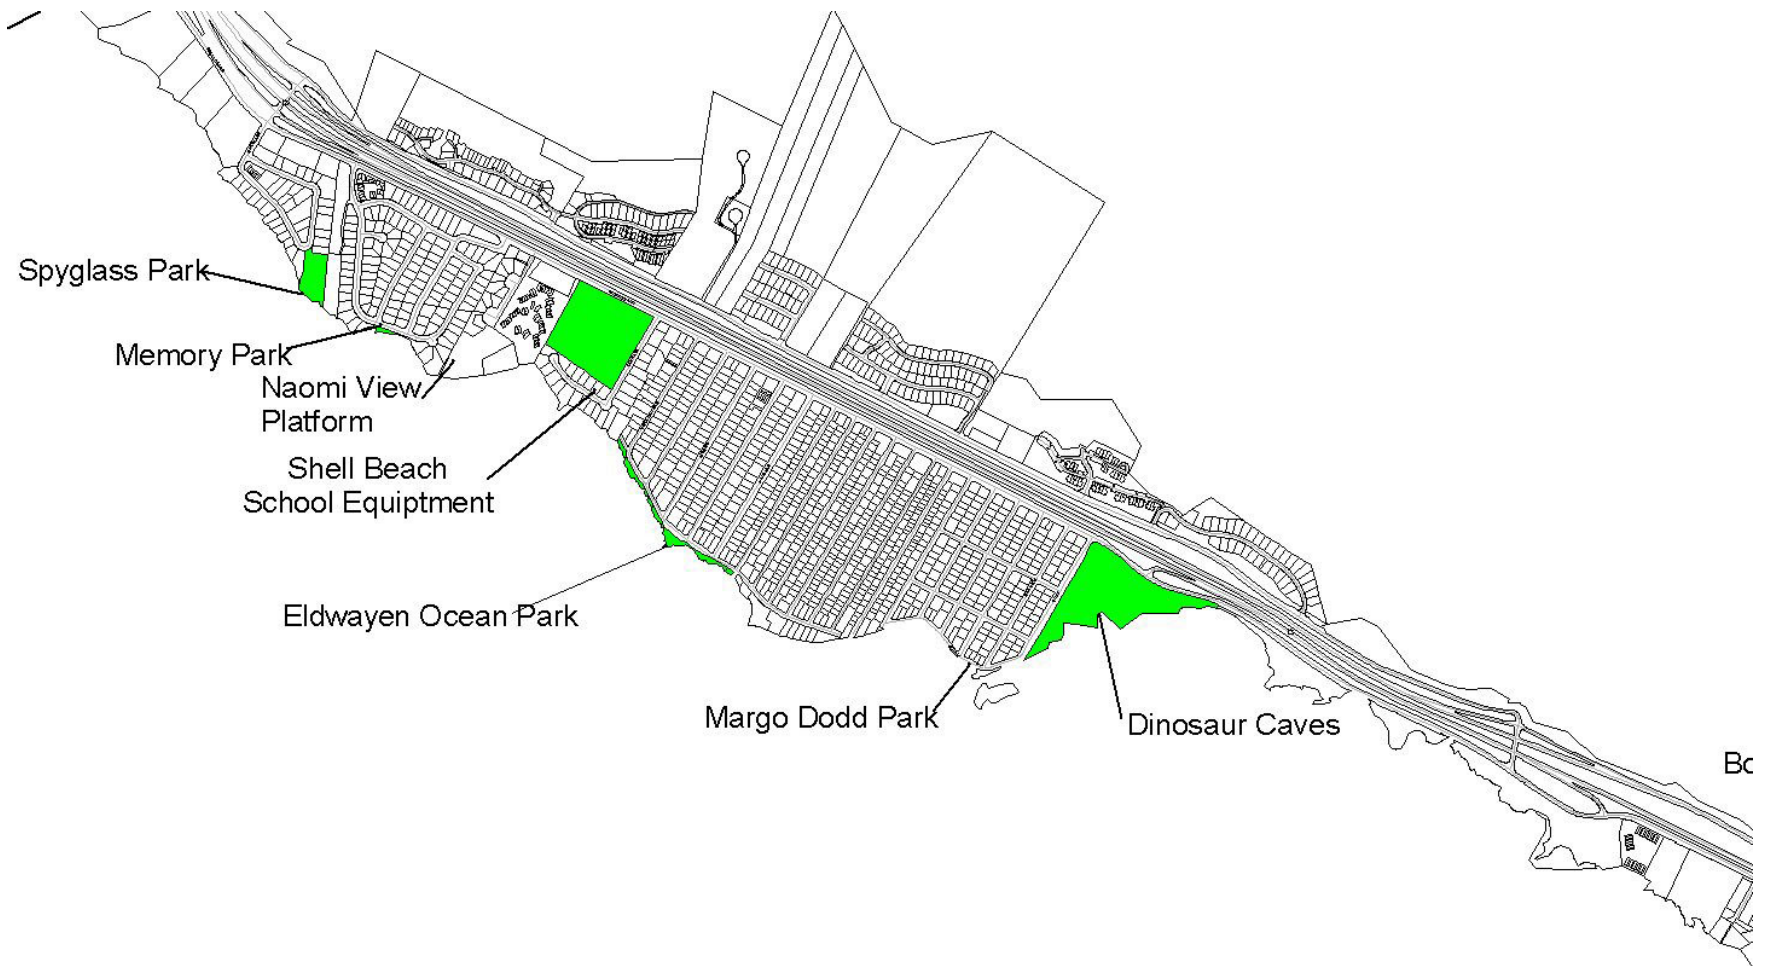 Spyglass Park
Memory Park
Naomi View
Platform
Shell Beach
School Equiptment
Eldwayen Ocean Park
Margo Dodd Park
Dinosaur Caves
Bo